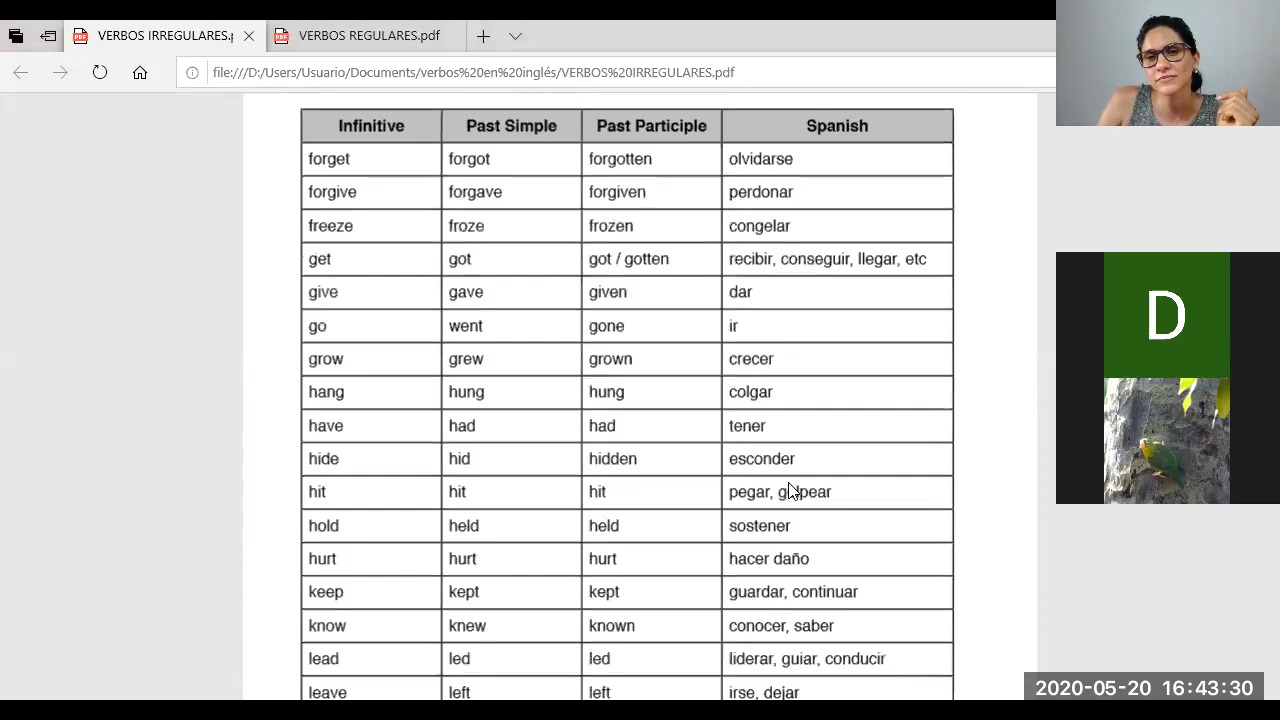 VERBOS IRREGULARES.p
VERBOS REGULARES.pdf
file:///D:/Users/Usuario/Documents/verbos%20en%20inglés/VERBOS%20IRREGULARES.pdf
Infinitive Past Simple Past Participle Spanish
forget forgot forgotten olvidarse
forgive forgave forgiven perdonar
freeze froze frozen congelar
get got got / gotten recibir, conseguir, llegar, etc
give gave given dar
go went gone ir
grow grew grown crecer
hang hung hung colgar
have had had tener
hide hid hidden esconder
hit hit hit pegar, golpear
hold held held sostener
hurt hurt hurt hacer daño
keep kept kept guardar, continuar
know knew known conocer, saber
lead led led liderar, guiar, conducir
leave left left irse, dejar
D
2020-05-20 16:43:30